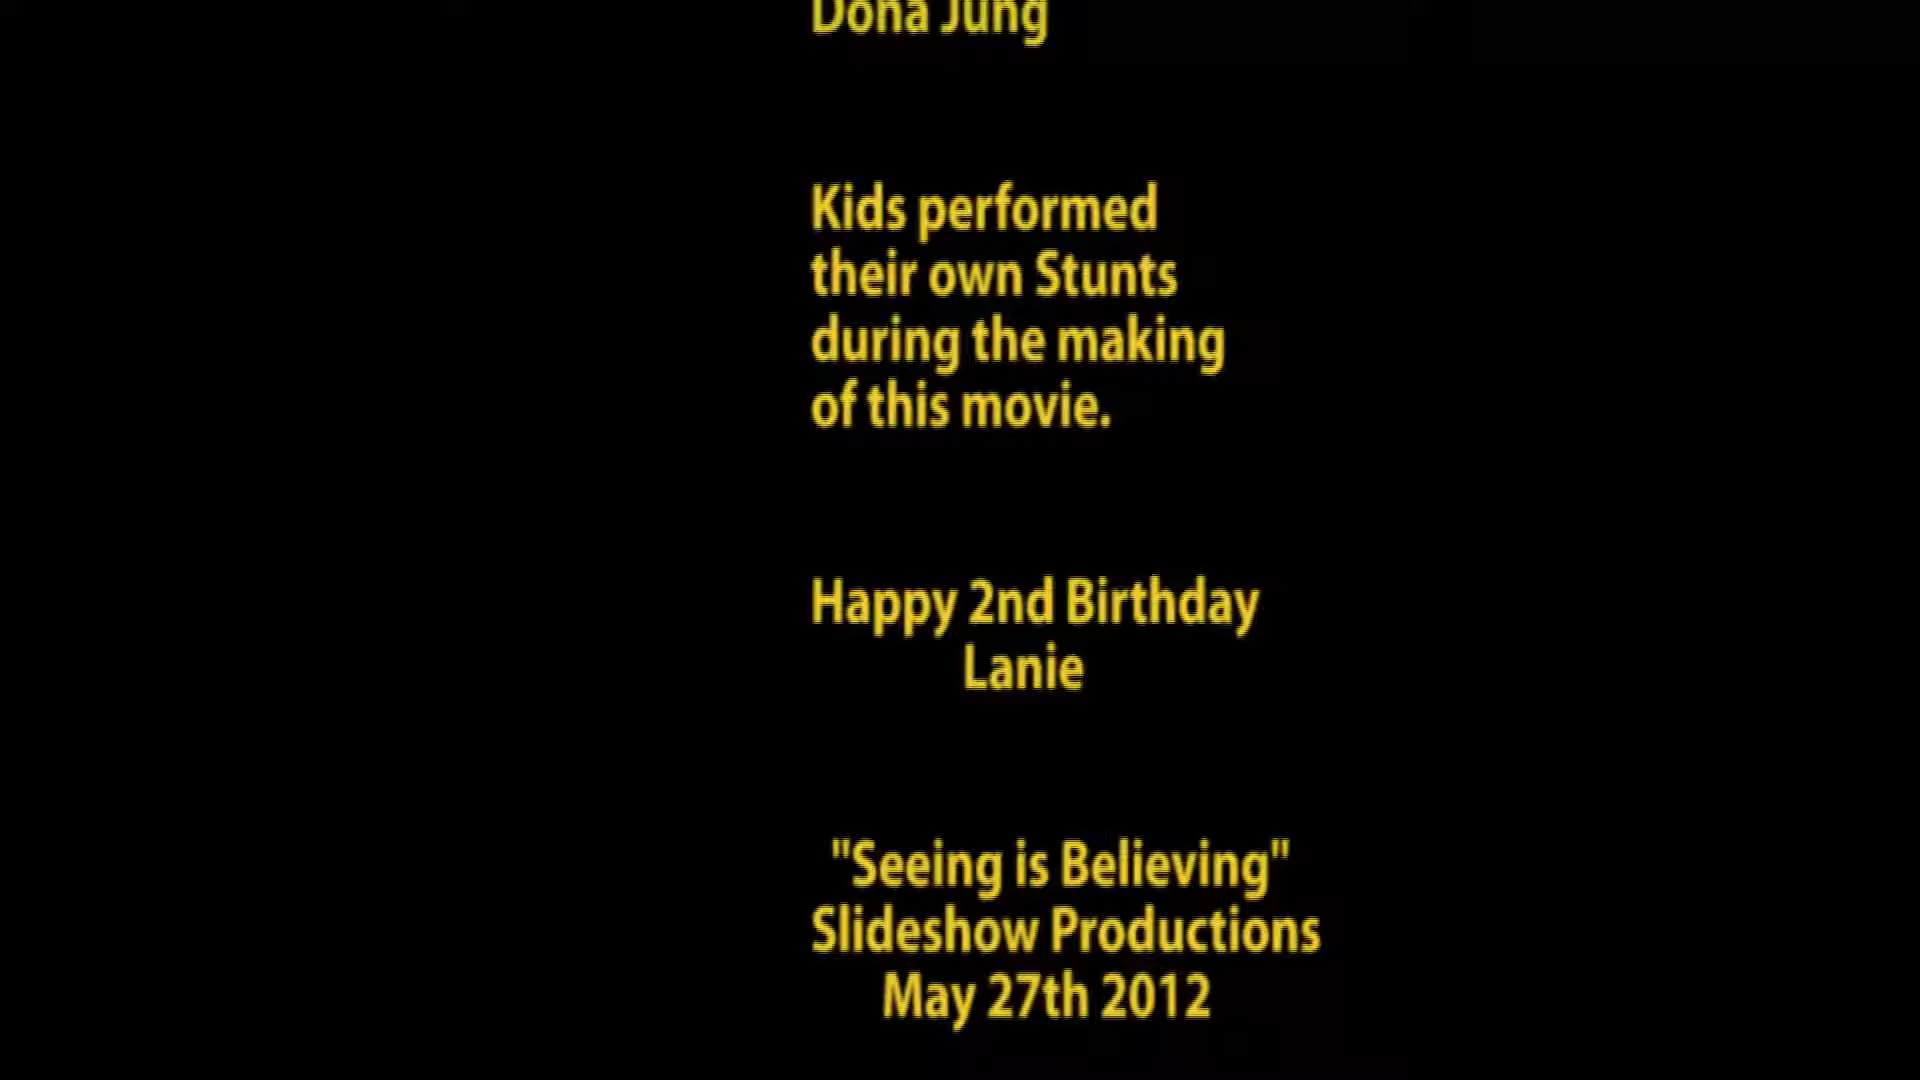 Dona Jung
Kids performed
their own Stunts
during the making
of this movie.
Happy 2nd Birthday
Lanie
"Seeing is Believing"
Slideshow Productions
May 27th 2012